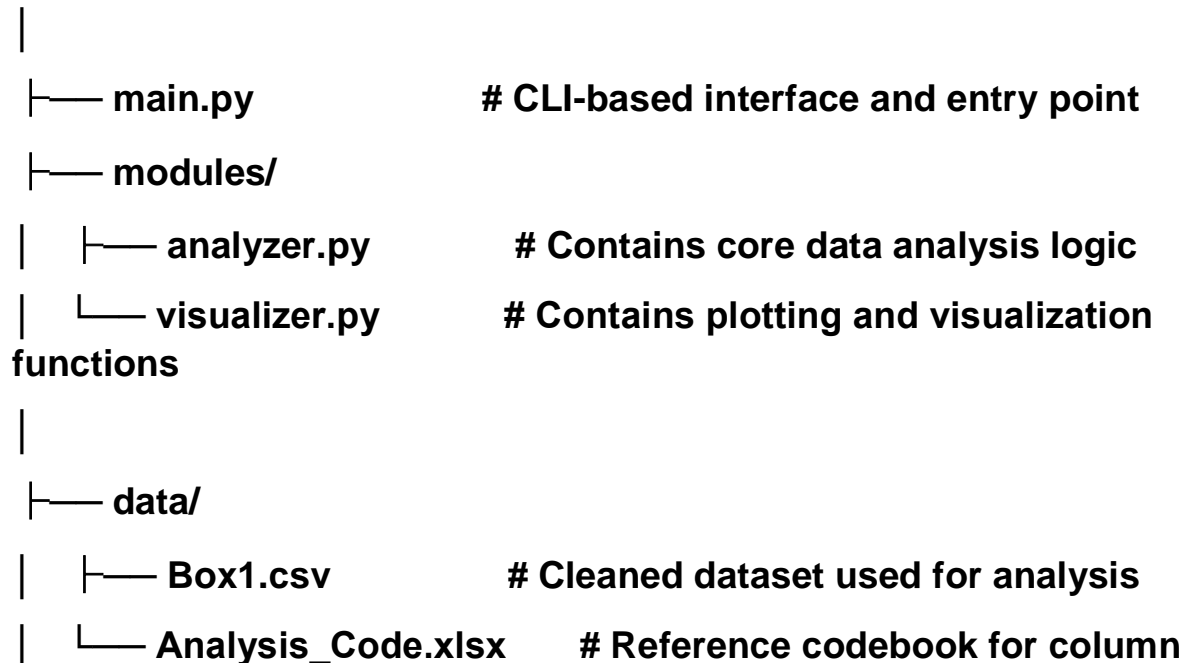 │
├── main.py # CLI-based interface and entry point
├── modules/
│ ├── analyzer.py # Contains core data analysis logic
│ └── visualizer.py # Contains plotting and visualization
functions
│
├── data/
│ ├── Box1.csv # Cleaned dataset used for analysis
│ └── Analysis_Code.xlsx # Reference codebook for column